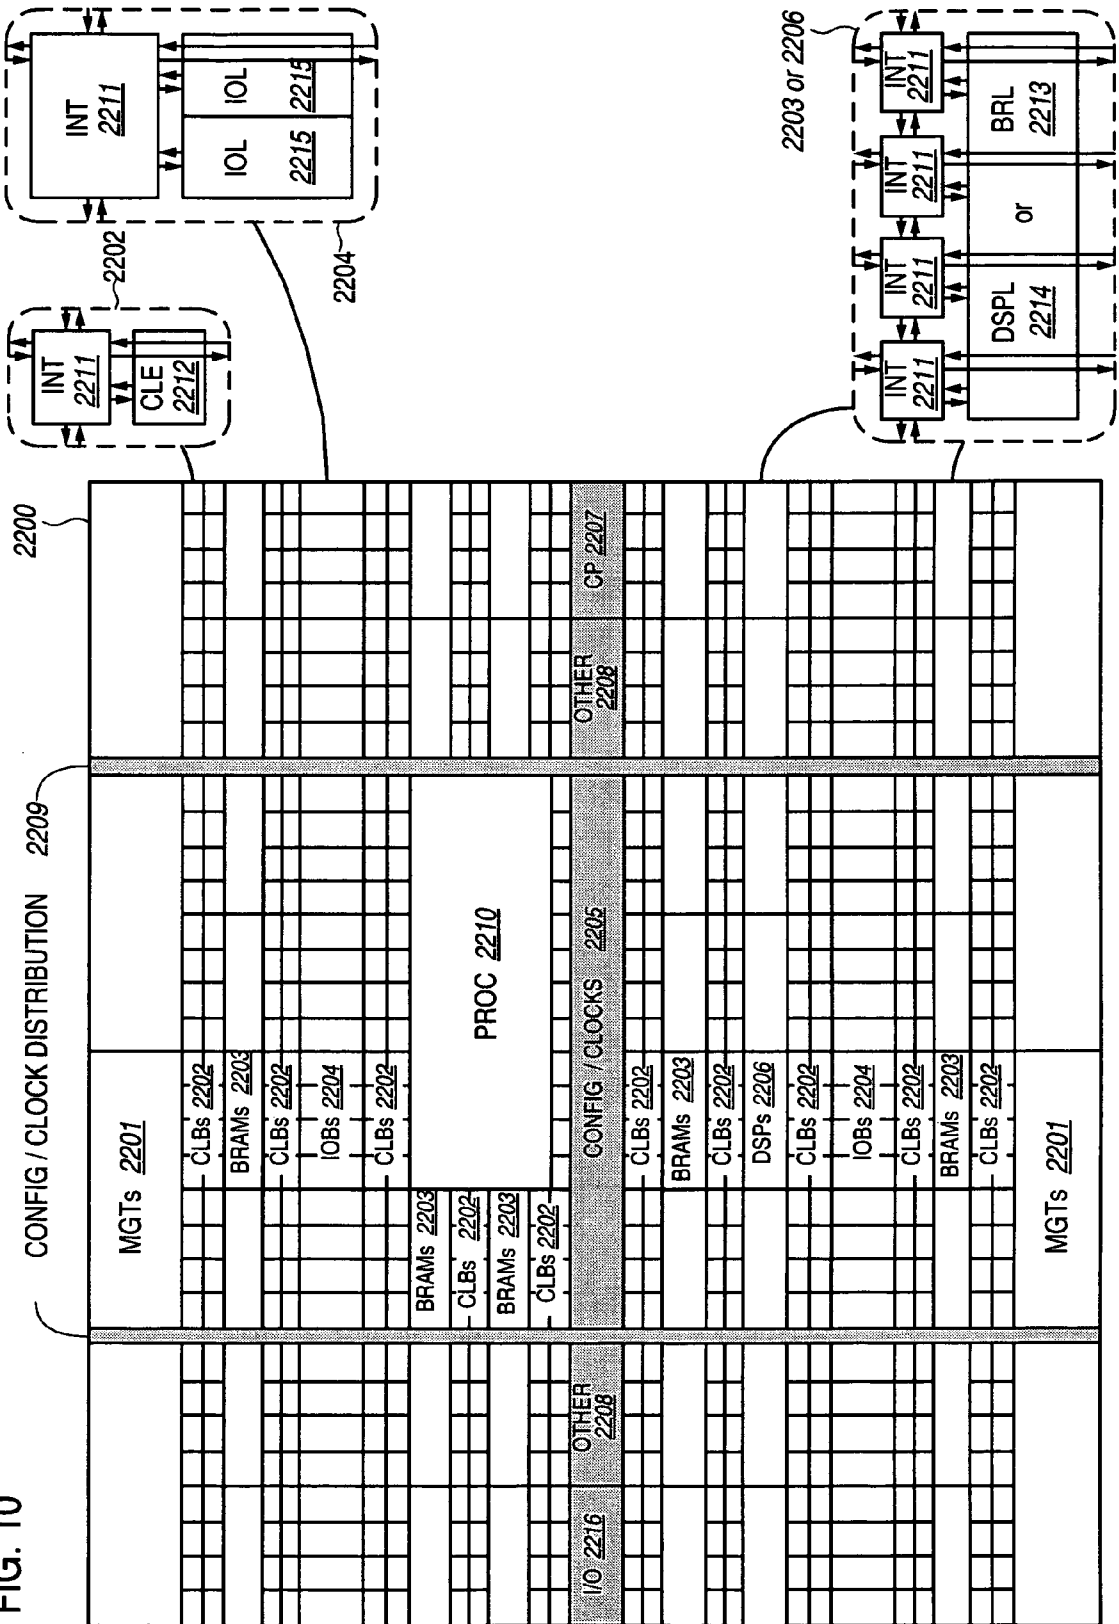 FIG. 10
CONFIG / CLOCK DISTRIBUTION 2209
2200
MGTs 2201
CLBs 2202
BRAMs 2203
CLBs 2202
IOBs 2204
CLBs 2202
BRAMs 2203
CLBs 2202
BRAMs 2203
CLBs 2202
PROC 2210
I/O 2216
OTHER
2208
CONFIG / CLOCKS 2205
OTHER
2208
CP 2207
CLBs 2202
BRAMs 2203
CLBs 2202
DSPs 2206
CLBs 2202
IOBs 2204
CLBs 2202
BRAMs 2203
CLBs 2202
MGTs 2201
2202
INT
2211
CLE
2212
2204
INT
2211
IOL
2215
IOL
2215
2203 or 2206
INT
2211
INT
2211
INT
2211
INT
2211
DSPL
2214
or
BRL
2213